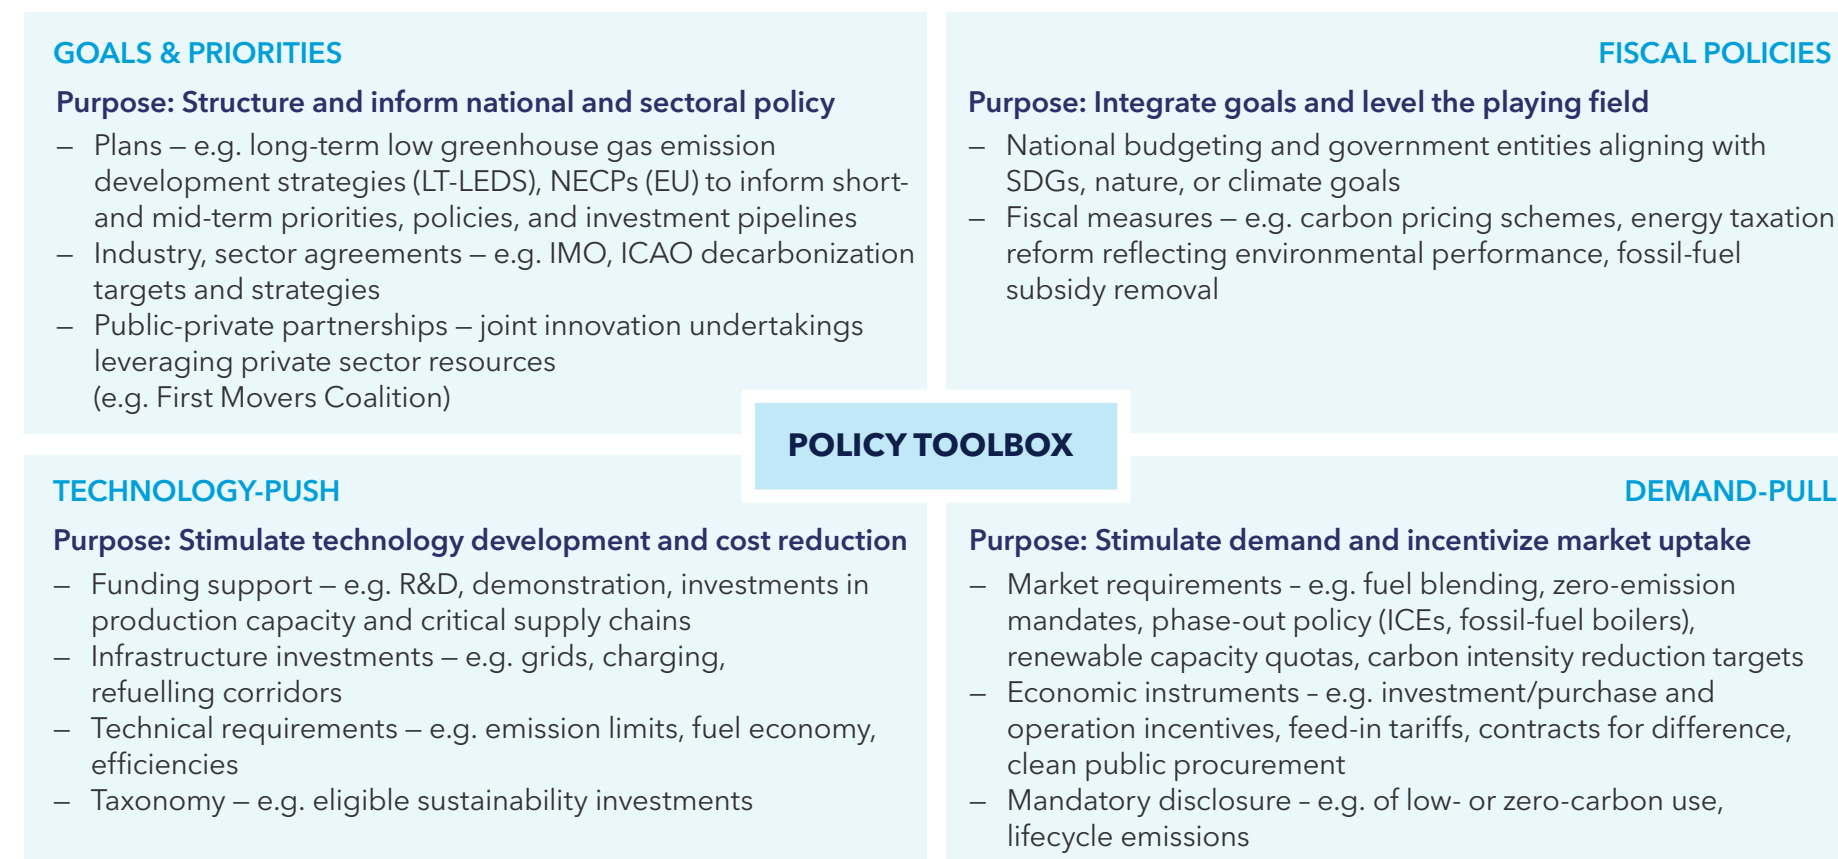 GOALS & PRIORITIES
Purpose: Structure and inform national and sectoral policy
– Plans – e.g. long-term low greenhouse gas emission
development strategies (LT-LEDS), NECPs (EU) to inform short-
and mid-term priorities, policies, and investment pipelines
– Industry, sector agreements – e.g. IMO, ICAO decarbonization
targets and strategies
– Public-private partnerships – joint innovation undertakings
leveraging private sector resources
(e.g. First Movers Coalition)
FISCAL POLICIES
Purpose: Integrate goals and level the playing field
– National budgeting and government entities aligning with
SDGs, nature, or climate goals
– Fiscal measures – e.g. carbon pricing schemes, energy taxation
reform reflecting environmental performance, fossil-fuel
subsidy removal
POLICY TOOLBOX
TECHNOLOGY-PUSH
Purpose: Stimulate technology development and cost reduction
– Funding support – e.g. R&D, demonstration, investments in
production capacity and critical supply chains
– Infrastructure investments – e.g. grids, charging,
refuelling corridors
– Technical requirements – e.g. emission limits, fuel economy,
efficiencies
– Taxonomy – e.g. eligible sustainability investments
DEMAND-PULL
Purpose: Stimulate demand and incentivize market uptake
– Market requirements – e.g. fuel blending, zero-emission
mandates, phase-out policy (ICEs, fossil-fuel boilers),
renewable capacity quotas, carbon intensity reduction targets
– Economic instruments – e.g. investment/purchase and
operation incentives, feed-in tariffs, contracts for difference,
clean public procurement
– Mandatory disclosure – e.g. of low- or zero-carbon use,
lifecycle emissions